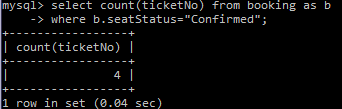 mysql> select count(ticketNo) from booking as b
    -> where b.seatStatus="Confirmed";
+-----------------+
| count(ticketNo) |
+-----------------+
|               4 |
+-----------------+
1 row in set (0.04 sec)